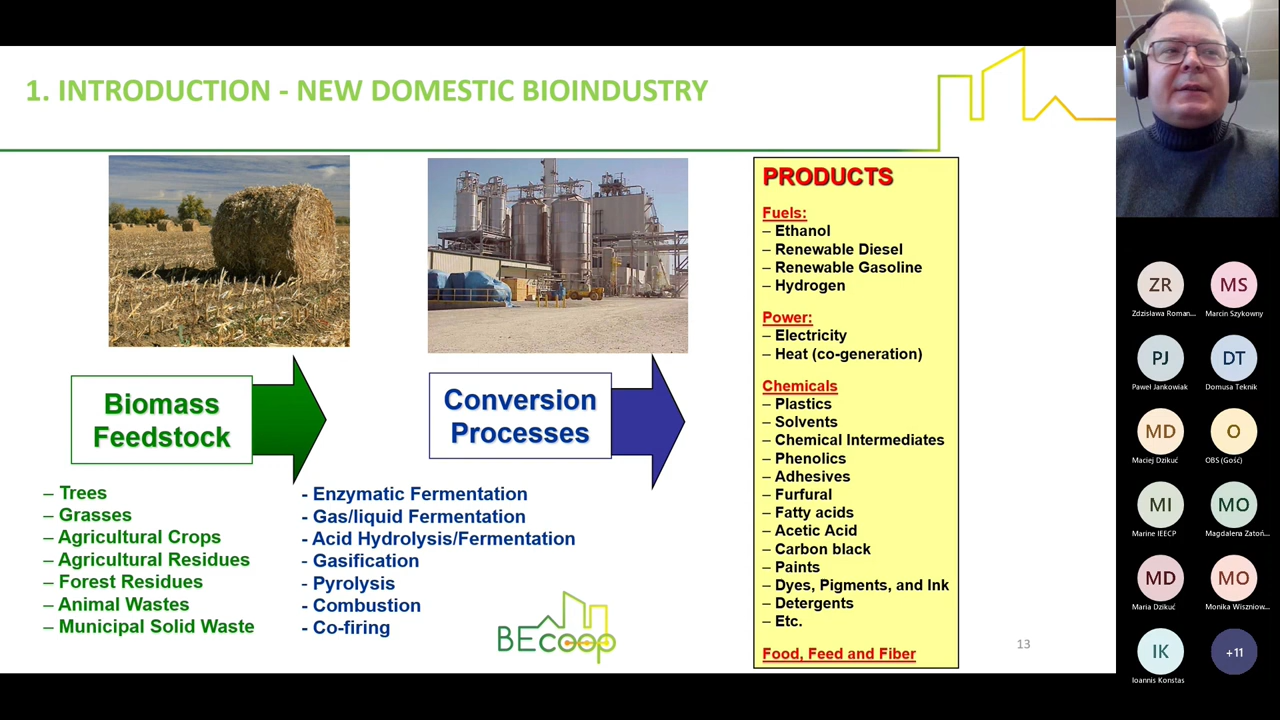 1. INTRODUCTION - NEW DOMESTIC BIOINDUSTRY
Biomass
Feedstock
– Trees
– Grasses
– Agricultural Crops
– Agricultural Residues
– Forest Residues
– Animal Wastes
– Municipal Solid Waste
Conversion
Processes
- Enzymatic Fermentation
- Gas/liquid Fermentation
- Acid Hydrolysis/Fermentation
- Gasification
- Pyrolysis
- Combustion
- Co-firing
BECOOP
PRODUCTS
Fuels:
– Ethanol
– Renewable Diesel
– Renewable Gasoline
– Hydrogen
Power:
– Electricity
– Heat (co-generation)
Chemicals
– Plastics
– Solvents
– Chemical Intermediates
– Phenolics
– Adhesives
– Furfural
– Fatty acids
– Acetic Acid
– Carbon black
– Paints
– Dyes, Pigments, and Ink
– Detergents
– Etc.
Food, Feed and Fiber
13
ZR MS
Zdzisława Roman... Marcin Szykowny
PJ DT
Paweł Jankowiak Domusa Teknik
MD O
Maciej Dzikuć OBS (Gość)
MI MO
Marine IEECP Magdalena Zatoń...
MD MO
Maria Dzikuć Monika Wiszniow...
IK +11
Ioannis Konstas